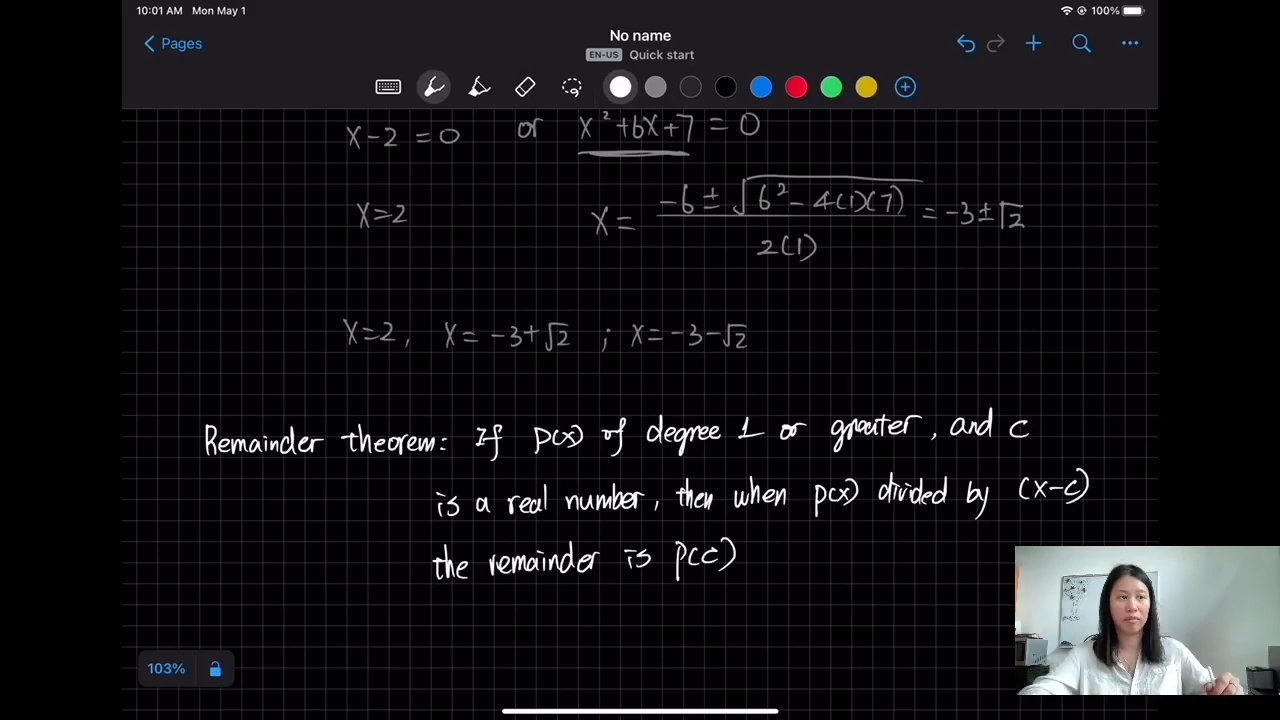 10:01 AM Mon May 1
100%
Pages
No name
EN-US Quick start
x-2=0 or x²+6x+7=0
x=2 x= -6±√6²-4(1)(7) / 2(1) = -3±√2
x=2, x=-3+√2 ; x=-3-√2
Remainder theorem: If p(x) of degree 1 or greater, and c
is a real number, then when p(x) divided by (x-c)
the remainder is p(c)
103%